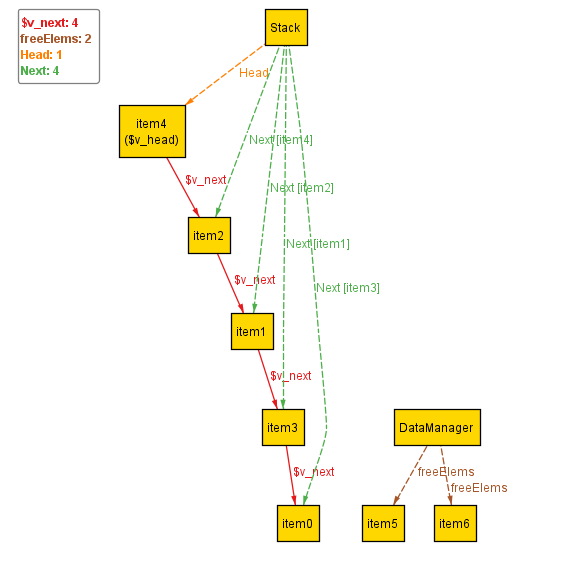 $v_next: 4
freeElems: 2
Head: 1
Next: 4
Stack
Head
item4
($v_head)
Next [item4]
$v_next
Next [item2]
item2
Next [item1]
$v_next
Next [item3]
item1
$v_next
item3
DataManager
$v_next
freeElems
freeElems
item0
item5
item6